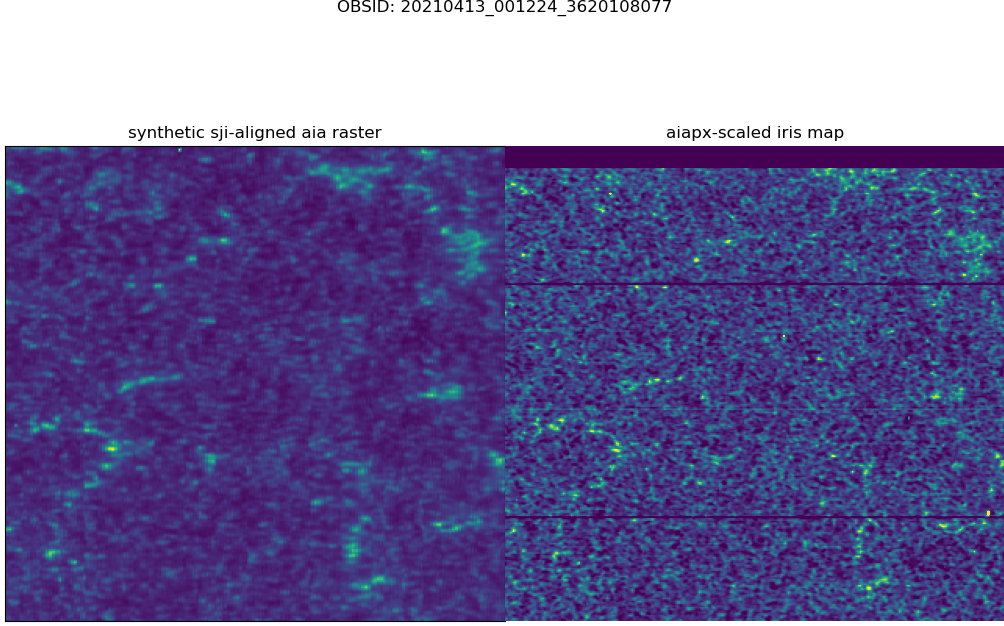 OBSID: 20210413_001224_3620108077
synthetic sji-aligned aia raster
aiapx-scaled iris map